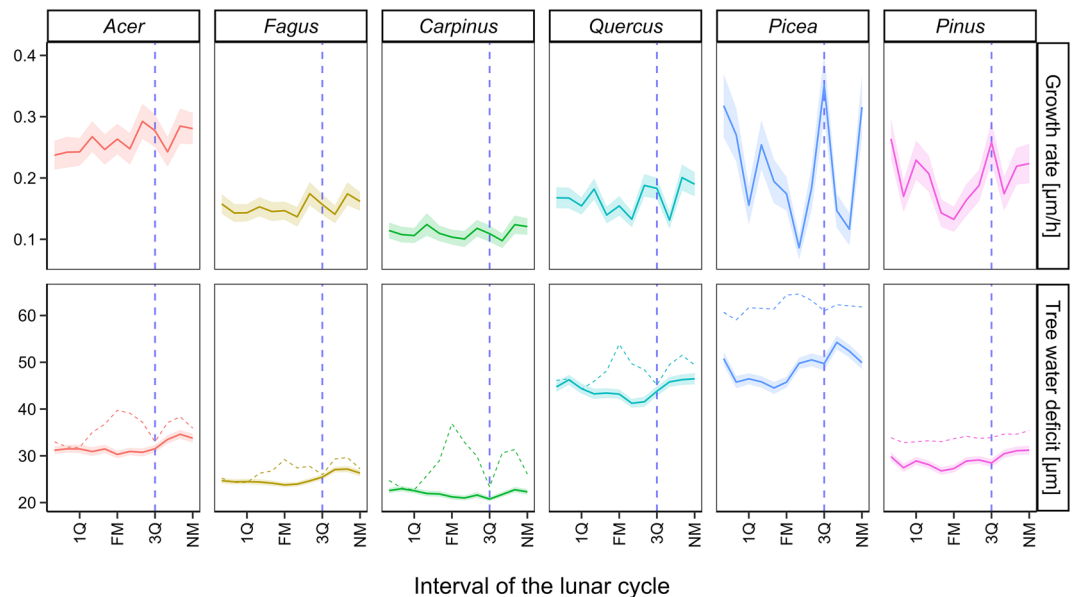 Acer Fagus Carpinus Quercus Picea Pinus
0.4
0.3
0.2
0.1
Growth rate [μm/h]
60
50
40
30
20
Tree water deficit [μm]
1Q FM 3Q NM 1Q FM 3Q NM 1Q FM 3Q NM 1Q FM 3Q NM 1Q FM 3Q NM 1Q FM 3Q NM
Interval of the lunar cycle